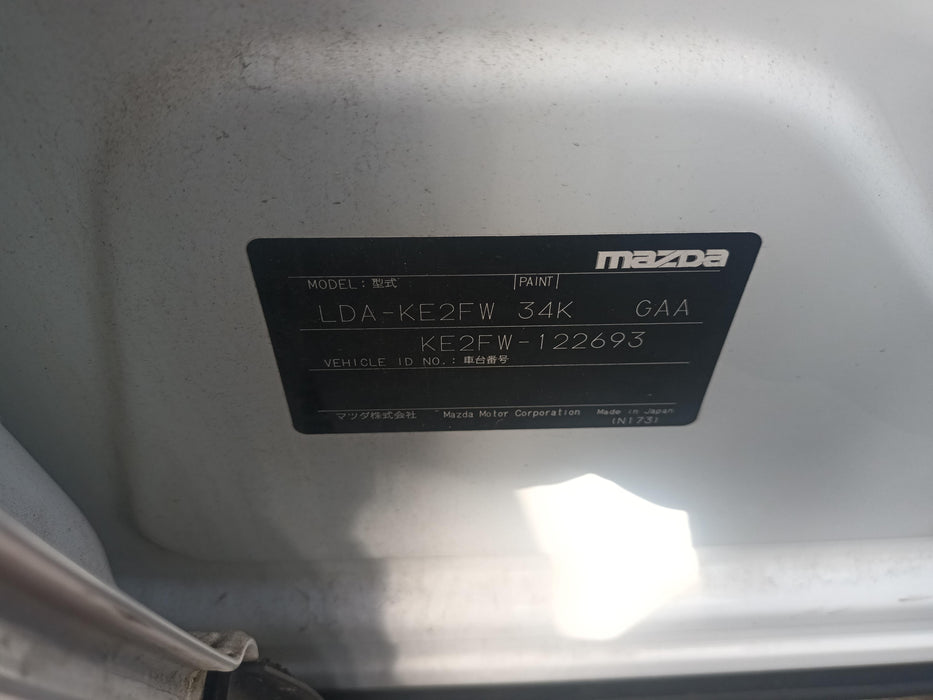 mazda
MODEL: 型式 PAINT
LDA-KE2FW 34K GAA
KE2FW-122693
VEHICLE ID NO.: 車台番号
マツダ株式会社 Mazda Motor Corporation Made in Japan
(N173)